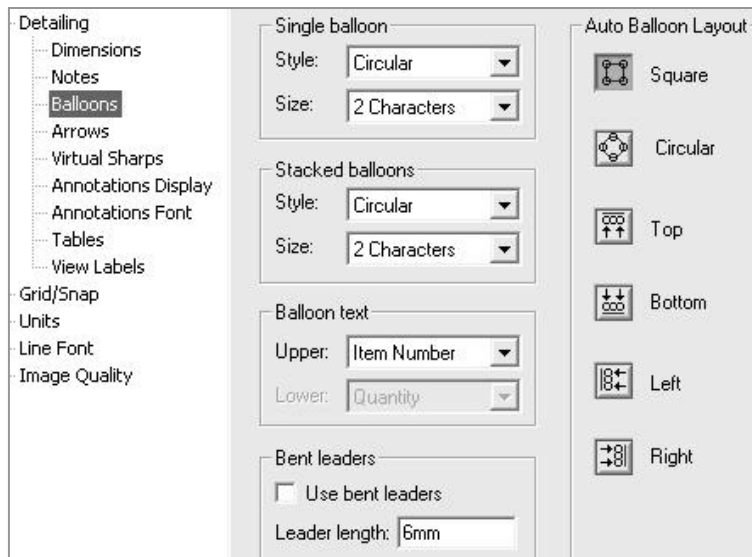 Detailing
Dimensions
Notes
Balloons
Arrows
Virtual Sharps
Annotations Display
Annotations Font
Tables
View Labels
Grid/Snap
Units
Line Font
Image Quality
Single balloon
Style: Circular
Size: 2 Characters
Stacked balloons
Style: Circular
Size: 2 Characters
Balloon text
Upper: Item Number
Lower: Quantity
Bent leaders
Use bent leaders
Leader length: 6mm
Auto Balloon Layout
Square
Circular
Top
Bottom
Left
Right